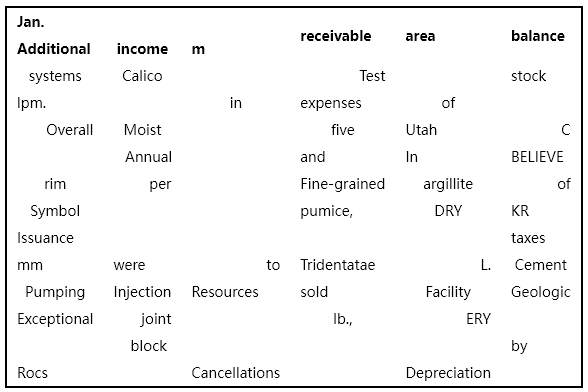 Jan. Additional income m receivable area balance
systems Calico Test stock
lpm. in expenses of
Overall Moist five Utah C
Annual and In BELIEVE
rim per Fine-grained argillite of
Symbol pumice, DRY KR
Issuance taxes
mm were to Tridentatae L. Cement
Pumping Injection Resources sold Facility Geologic
Exceptional joint lb., ERY
block by
Rocs Cancellations Depreciation